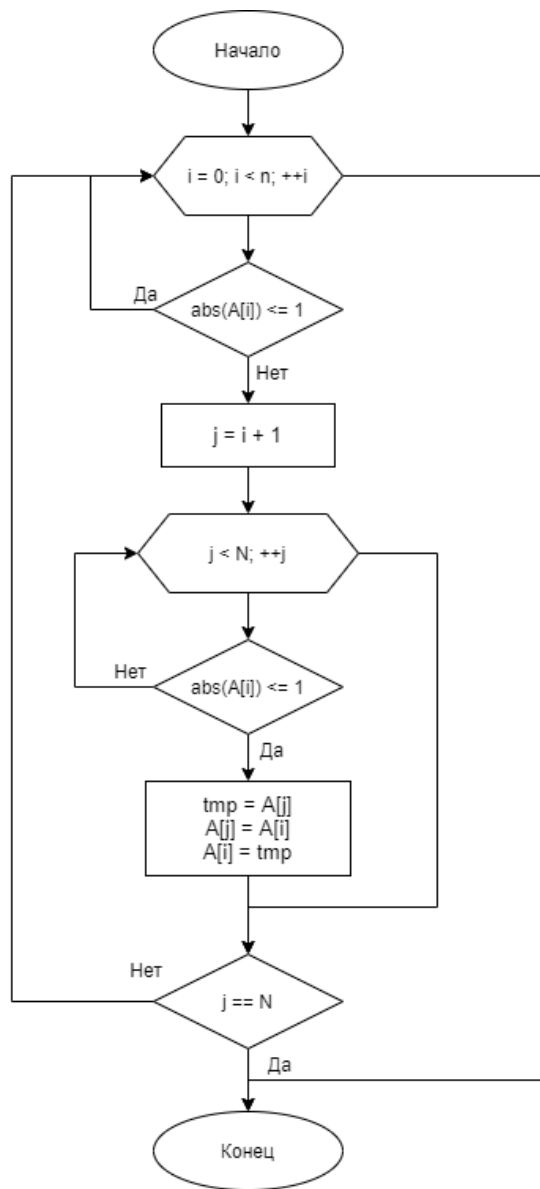 Начало
i = 0; i < n; ++i
Да
abs(A[i]) <= 1
Нет
j = i + 1
j < N; ++j
Нет
abs(A[i]) <= 1
Да
tmp = A[j]
A[j] = A[i]
A[i] = tmp
Нет
j == N
Да
Конец